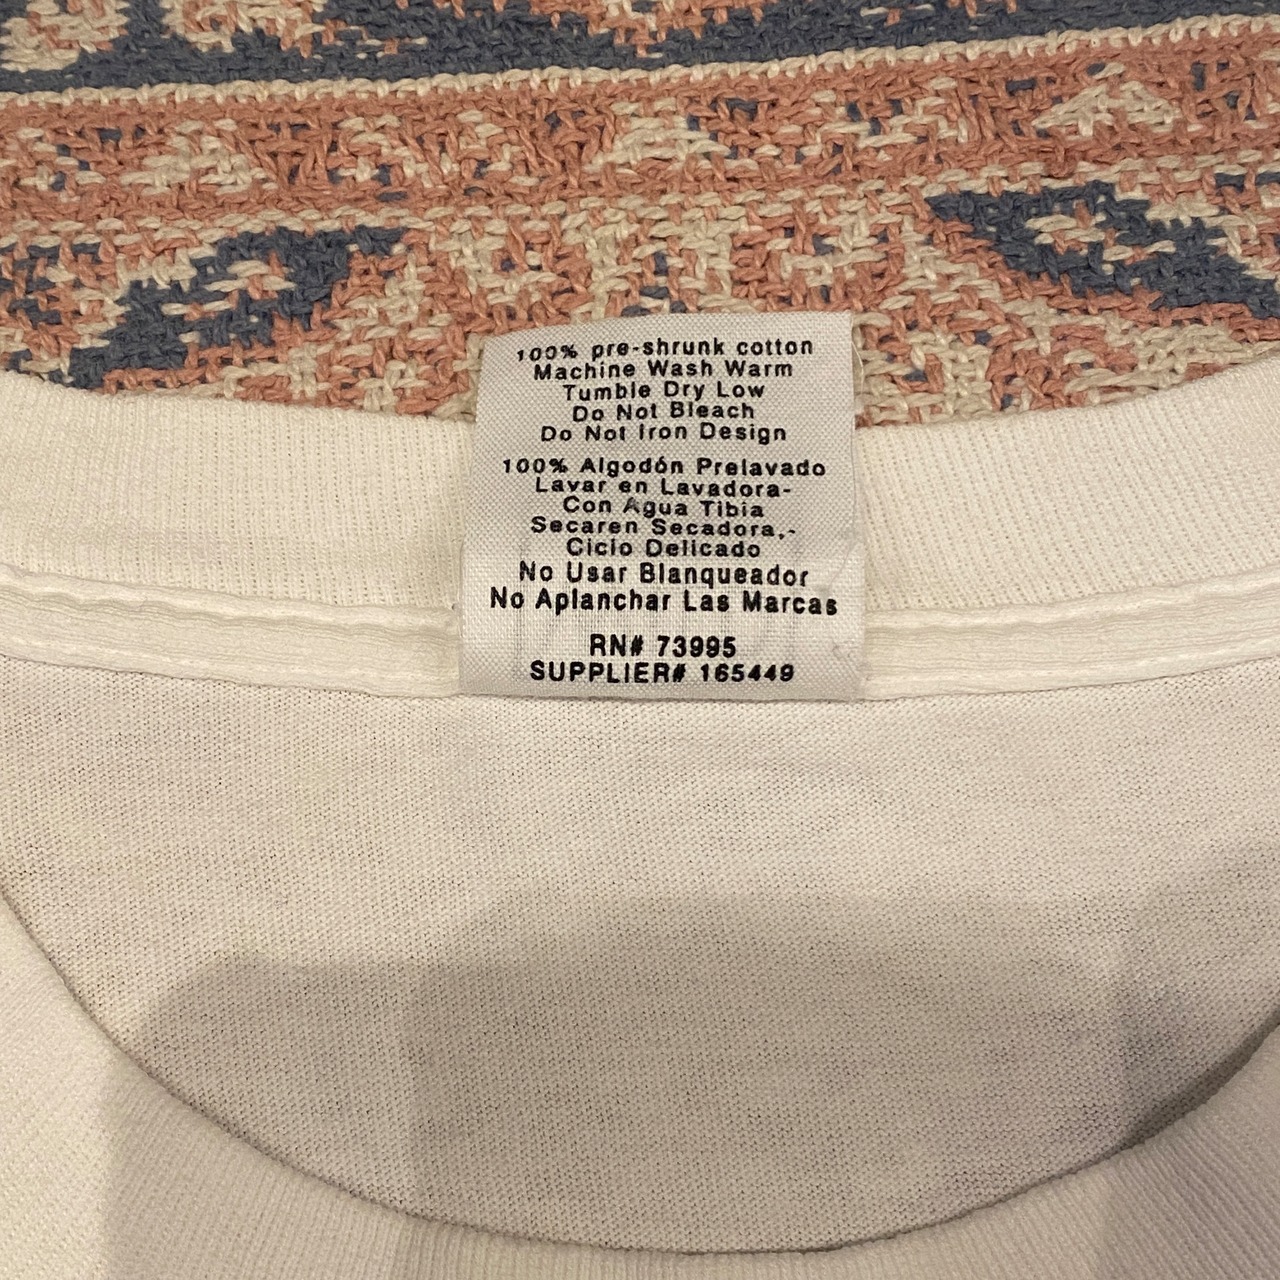 100% pre-shrunk cotton
Machine Wash Warm
Tumble Dry Low
Do Not Bleach
Do Not Iron Design
100% Algodón Prelavado
Lavar en Lavadora-
Con Agua Tibia
Secaren Secadora,-
Ciclo Delicado
No Usar Blanqueador
No Aplanchar Las Marcas
RN# 73995
SUPPLIER# 165449